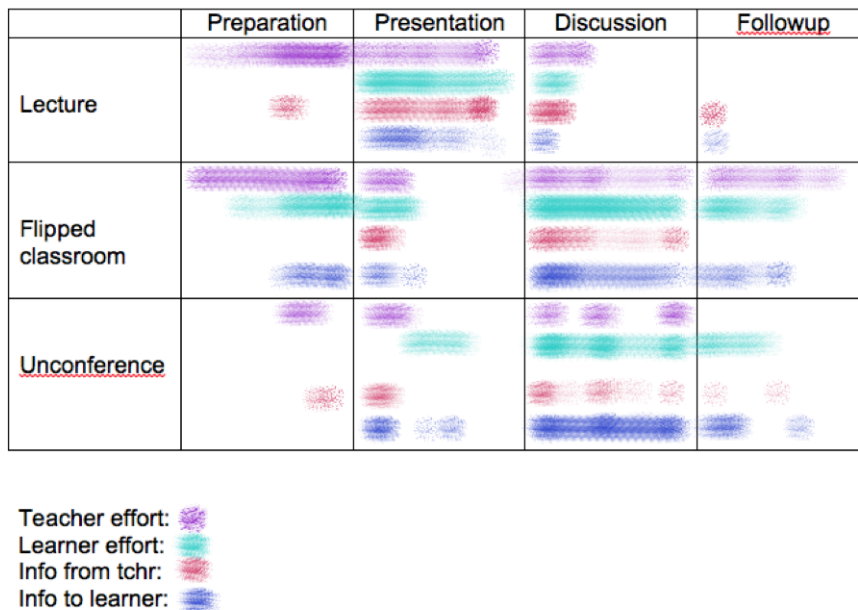 Preparation Presentation Discussion Followup
Lecture
Flipped
classroom
Unconference
Teacher effort:
Learner effort:
Info from tchr:
Info to learner: